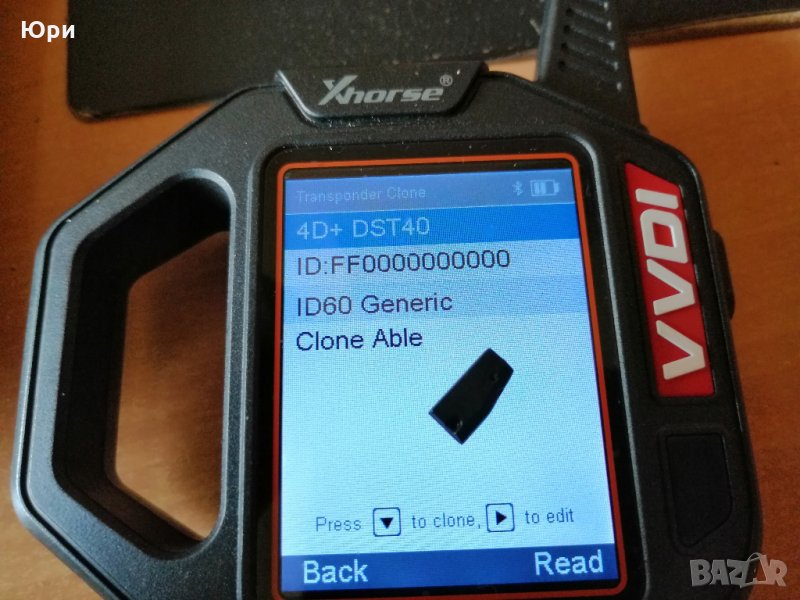 Юри
Xhorse®
Transponder Clone
4D+ DST40
ID:FF0000000000
ID60 Generic
Clone Able
Press ▼ to clone, ▶ to edit
Back Read
VVDI
BAZAR